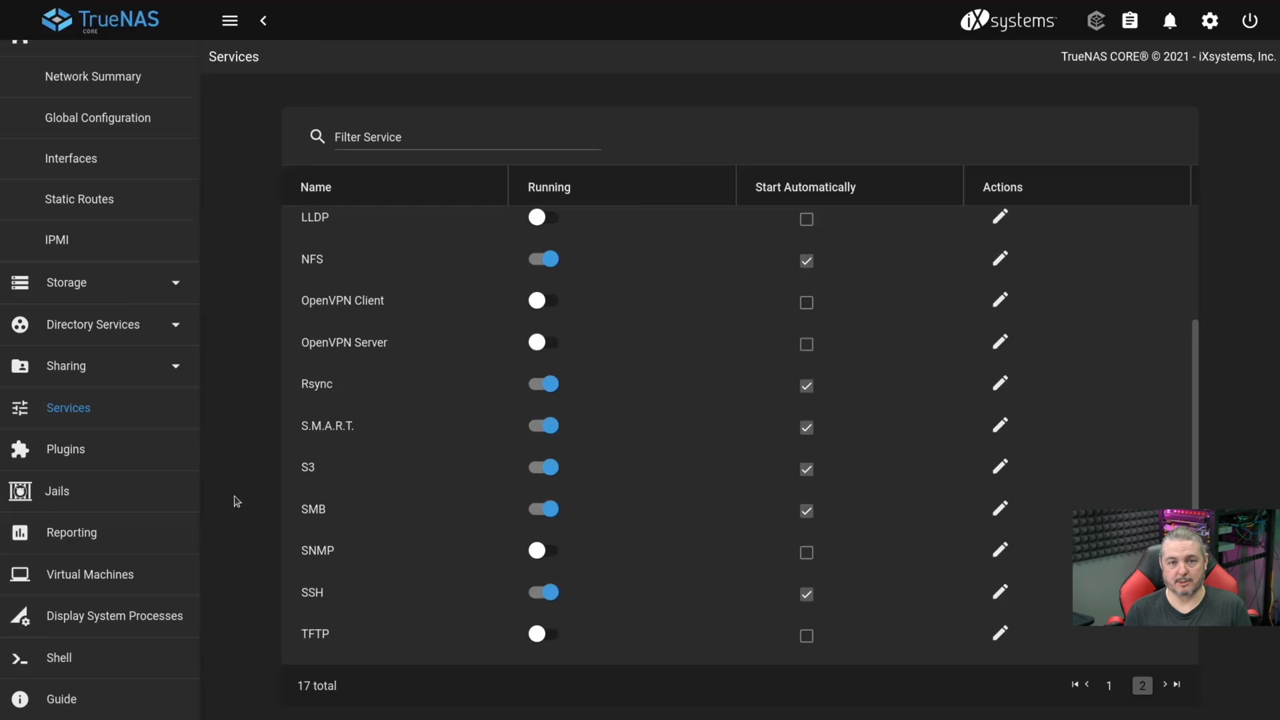 TrueNAS
CORE
iXsystems
Services
TrueNAS CORE® © 2021 - iXsystems, Inc.
Network Summary
Global Configuration
Interfaces
Static Routes
IPMI
Storage
Directory Services
Sharing
Services
Plugins
Jails
Reporting
Virtual Machines
Display System Processes
Shell
Guide
Filter Service
Name Running Start Automatically Actions
LLDP
NFS
OpenVPN Client
OpenVPN Server
Rsync
S.M.A.R.T.
S3
SMB
SNMP
SSH
TFTP
17 total
1 2